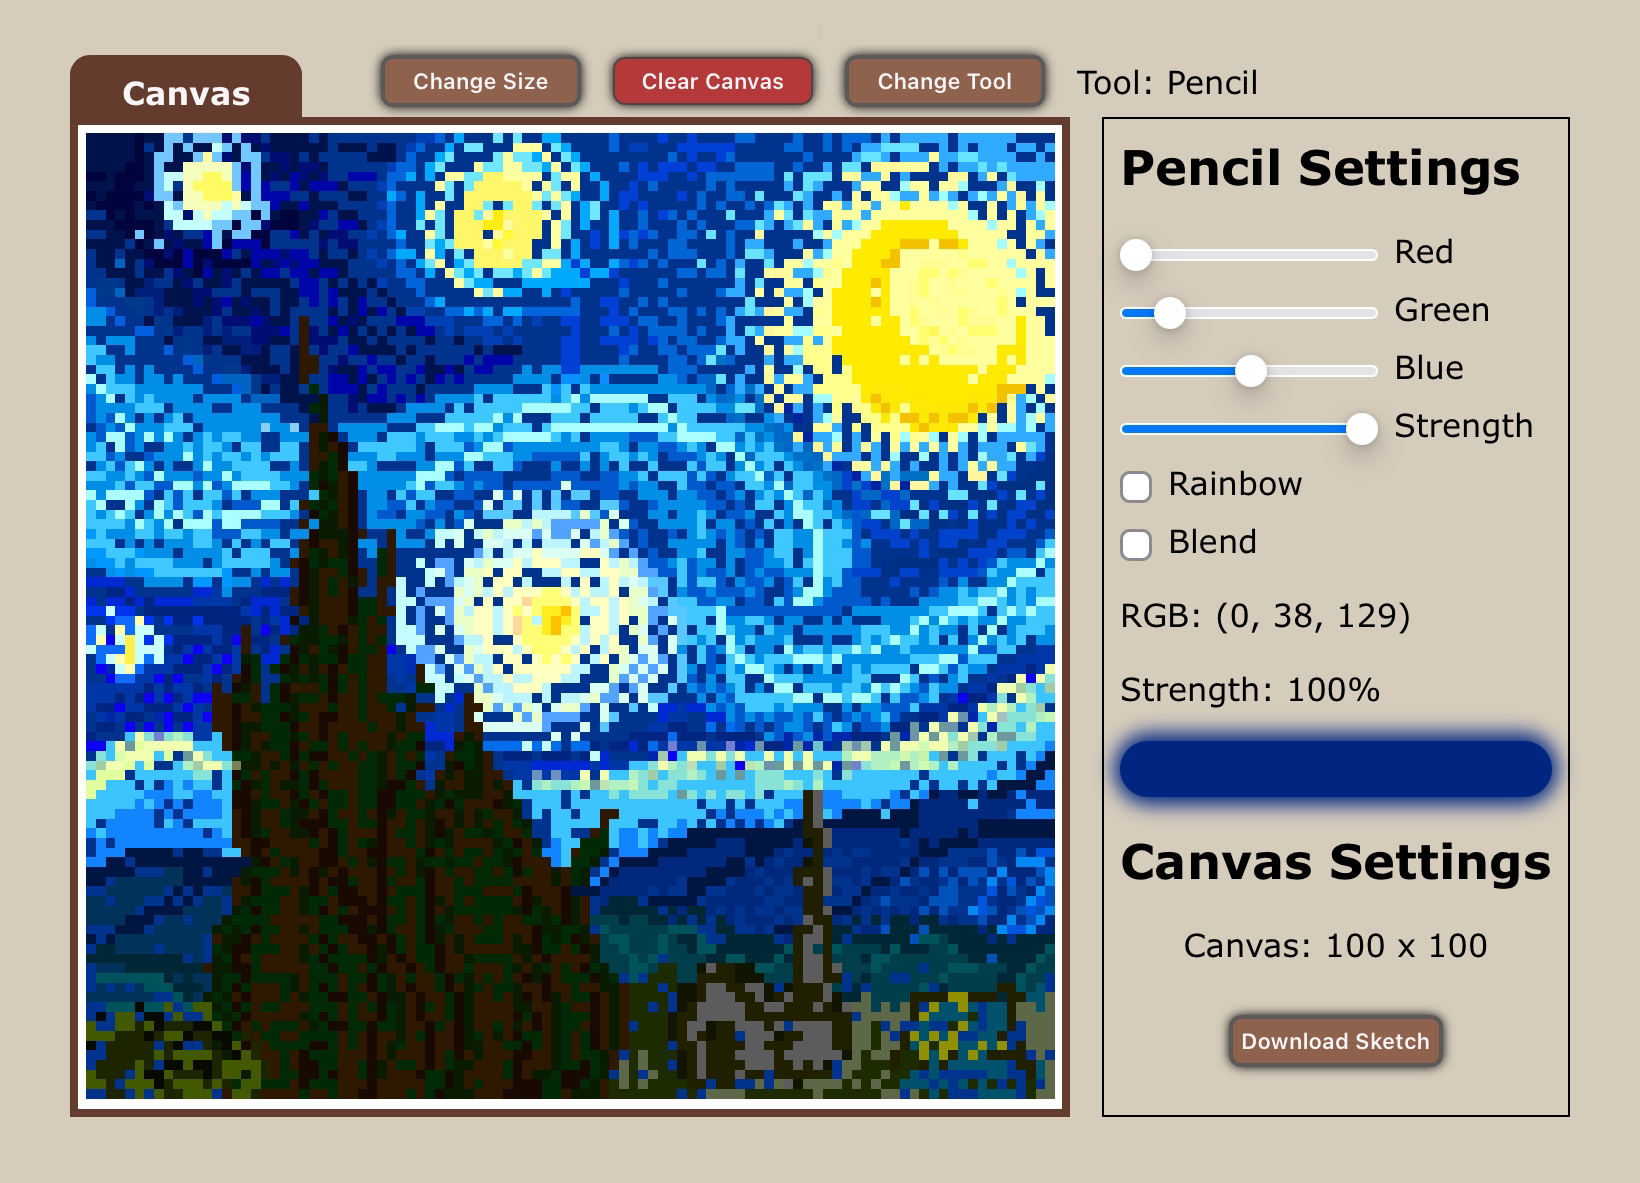 Canvas
Change Size
Clear Canvas
Change Tool
Tool: Pencil
Pencil Settings
Red
Green
Blue
Strength
Rainbow
Blend
RGB: (0, 38, 129)
Strength: 100%
Canvas Settings
Canvas: 100 x 100
Download Sketch